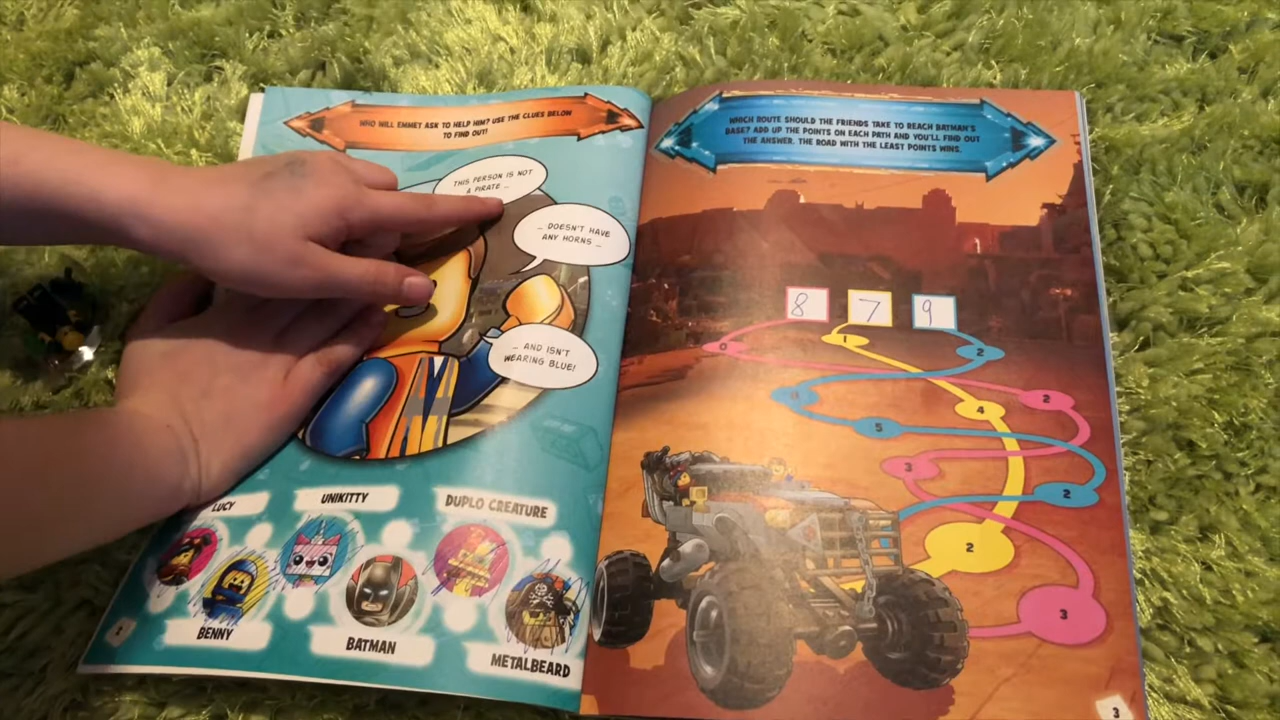 WHO WILL EMMET ASK TO HELP HIM? USE THE CLUES BELOW
TO FIND OUT!
THIS PERSON IS NOT
A PIRATE ...
... DOESN'T HAVE
ANY HORNS ...
... AND ISN'T
WEARING BLUE!
LUCY
UNIKITTY
DUPLO CREATURE
BENNY
BATMAN
METALBEARD
2
WHICH ROUTE SHOULD THE FRIENDS TAKE TO REACH BATMAN'S
BASE? ADD UP THE POINTS ON EACH PATH AND YOU'LL FIND OUT
THE ANSWER. THE ROAD WITH THE LEAST POINTS WINS.
8 7 9
0 1 2
2
4
5
3
2
2
3
3